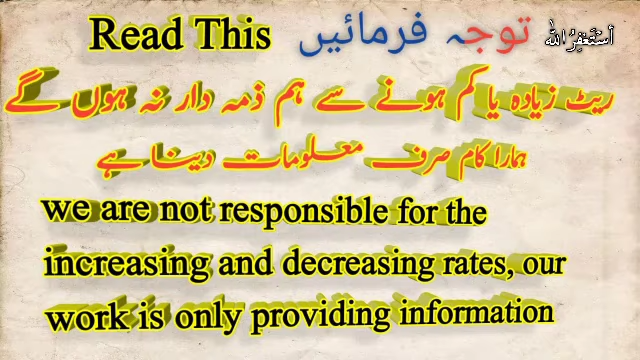 Read This توجہ فرمائیں أَسْتَغْفِرُ اللّٰه
ریٹ زیادہ یا کم ہونے سے ہم ذمہ دار نہ ہوں گے
ہمارا کام صرف معلومات دینا ہے
we are not responsible for the
increasing and decreasing rates, our
work is only providing information